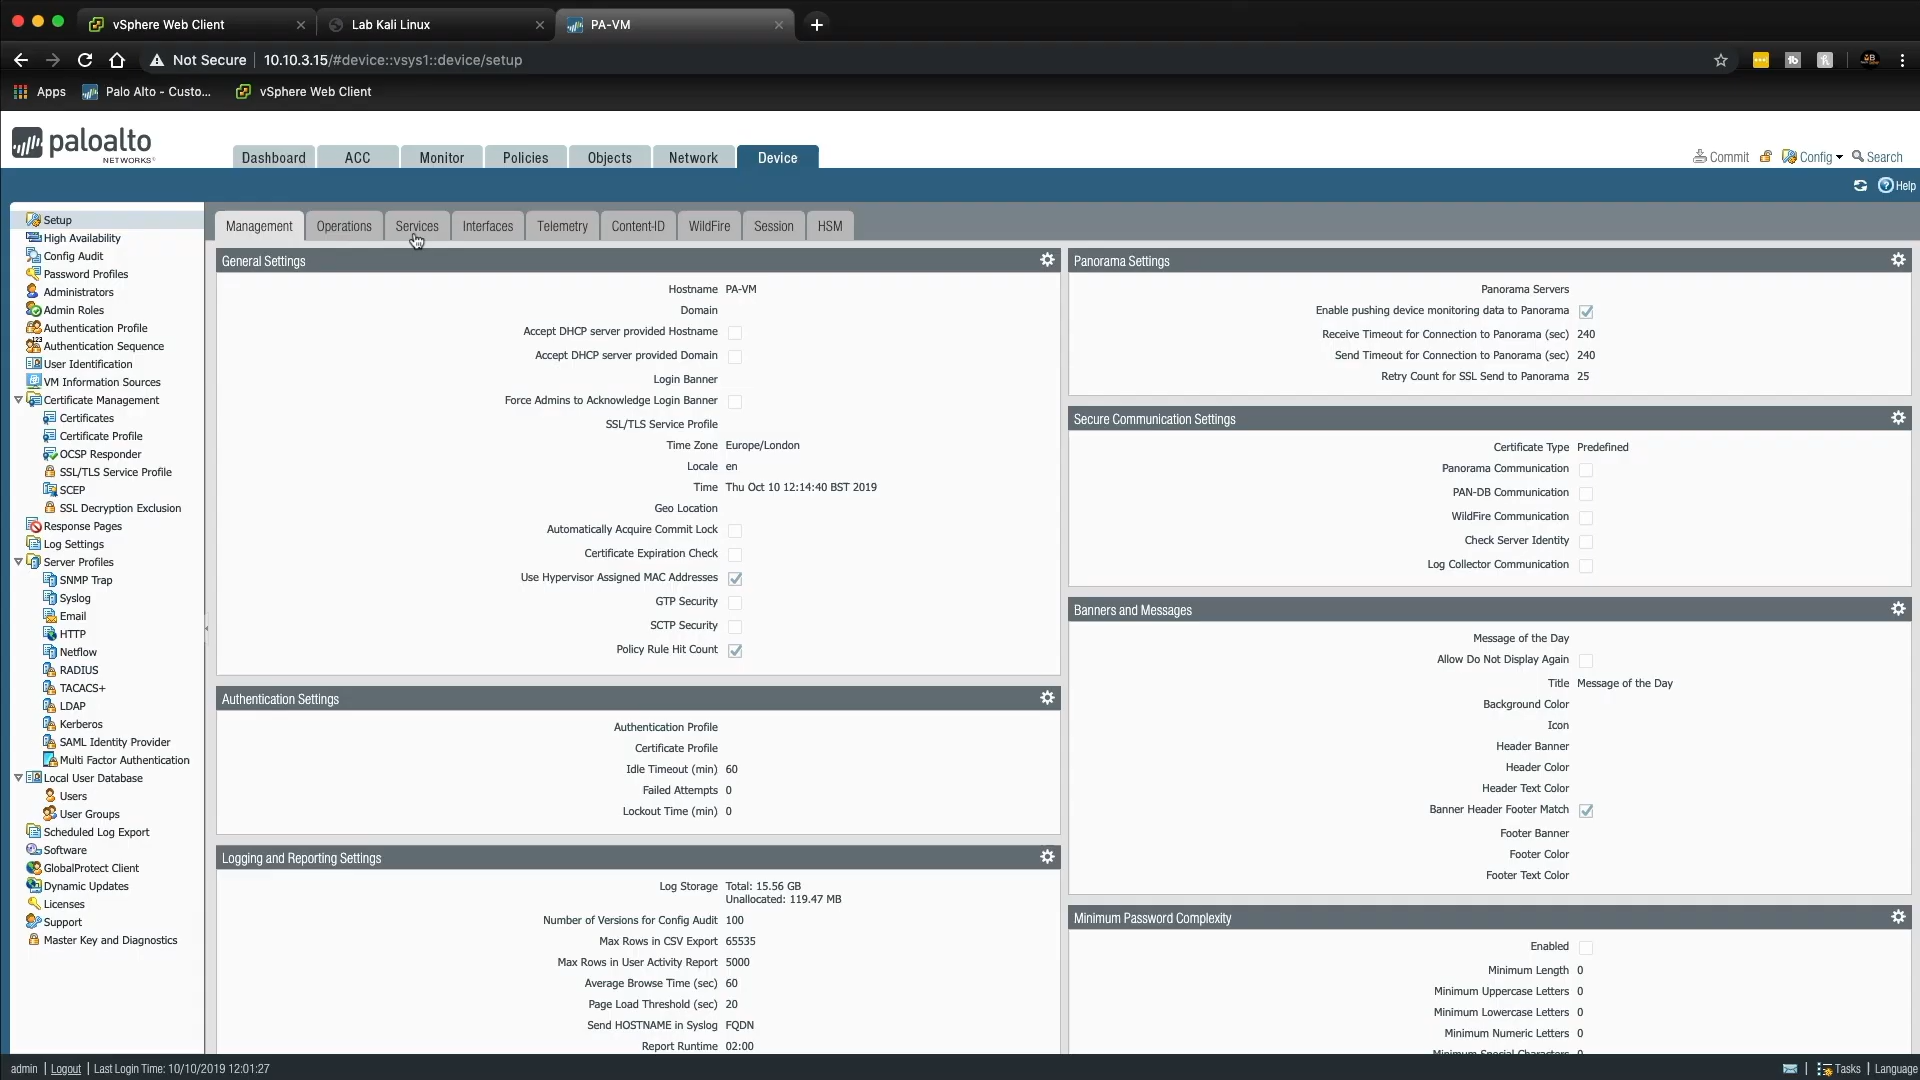 vSphere Web Client
Lab Kali Linux
PA-VM
Not Secure
10.10.3.15/#device::vsys1::device/setup
Apps
Palo Alto - Custo...
vSphere Web Client
paloalto
NETWORKS®
Dashboard
ACC
Monitor
Policies
Objects
Network
Device
Commit
Config
Search
Help
Setup
High Availability
Config Audit
Password Profiles
Administrators
Admin Roles
Authentication Profile
Authentication Sequence
User Identification
VM Information Sources
Certificate Management
Certificates
Certificate Profile
OCSP Responder
SSL/TLS Service Profile
SCEP
SSL Decryption Exclusion
Response Pages
Log Settings
Server Profiles
SNMP Trap
Syslog
Email
HTTP
Netflow
RADIUS
TACACS+
LDAP
Kerberos
SAML Identity Provider
Multi Factor Authentication
Local User Database
Users
User Groups
Scheduled Log Export
Software
GlobalProtect Client
Dynamic Updates
Licenses
Support
Master Key and Diagnostics
Management
Operations
Services
Interfaces
Telemetry
Content-ID
WildFire
Session
HSM
General Settings
Hostname PA-VM
Domain
Accept DHCP server provided Hostname
Accept DHCP server provided Domain
Login Banner
Force Admins to Acknowledge Login Banner
SSL/TLS Service Profile
Time Zone Europe/London
Locale en
Time Thu Oct 10 12:14:40 BST 2019
Geo Location
Automatically Acquire Commit Lock
Certificate Expiration Check
Use Hypervisor Assigned MAC Addresses
GTP Security
SCTP Security
Policy Rule Hit Count
Authentication Settings
Authentication Profile
Certificate Profile
Idle Timeout (min) 60
Failed Attempts 0
Lockout Time (min) 0
Logging and Reporting Settings
Log Storage Total: 15.56 GB
Unallocated: 119.47 MB
Number of Versions for Config Audit 100
Max Rows in CSV Export 65535
Max Rows in User Activity Report 5000
Average Browse Time (sec) 60
Page Load Threshold (sec) 20
Send HOSTNAME in Syslog FQDN
Report Runtime 02:00
Panorama Settings
Panorama Servers
Enable pushing device monitoring data to Panorama
Receive Timeout for Connection to Panorama (sec) 240
Send Timeout for Connection to Panorama (sec) 240
Retry Count for SSL Send to Panorama 25
Secure Communication Settings
Certificate Type Predefined
Panorama Communication
PAN-DB Communication
WildFire Communication
Check Server Identity
Log Collector Communication
Banners and Messages
Message of the Day
Allow Do Not Display Again
Title Message of the Day
Background Color
Icon
Header Banner
Header Color
Header Text Color
Banner Header Footer Match
Footer Banner
Footer Color
Footer Text Color
Minimum Password Complexity
Enabled
Minimum Length 0
Minimum Uppercase Letters 0
Minimum Lowercase Letters 0
Minimum Numeric Letters 0
Minimum Special Characters 0
admin | Logout | Last Login Time: 10/10/2019 12:01:27
Tasks | Language